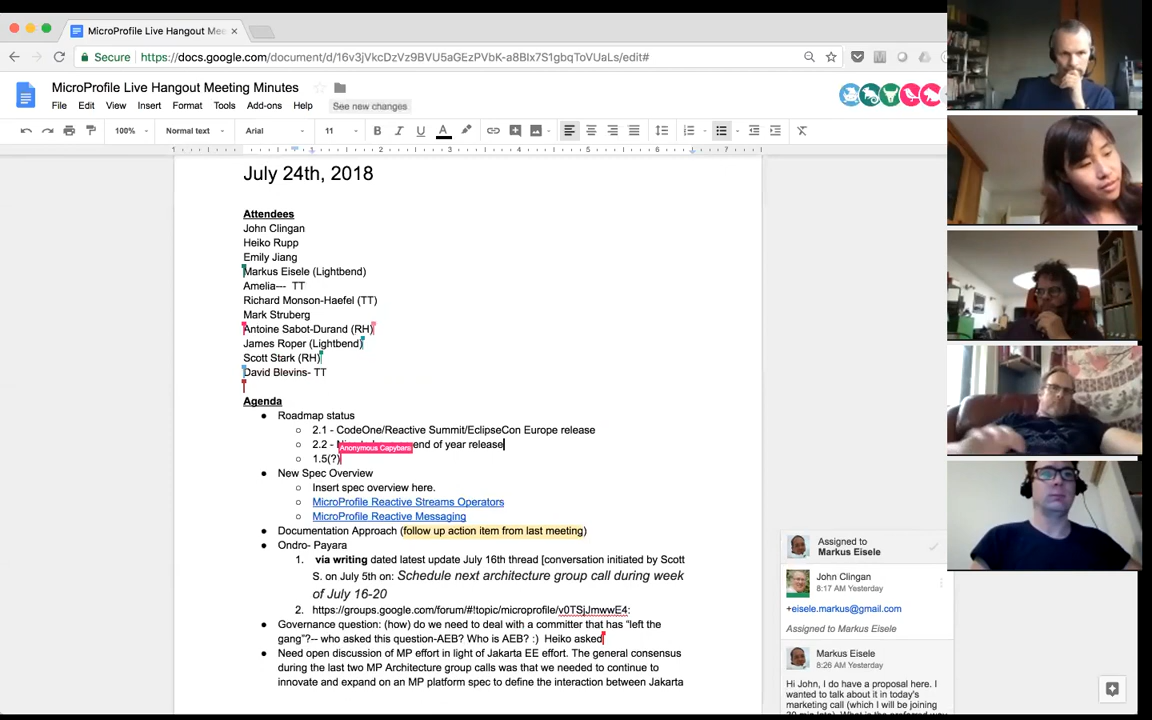 MicroProfile Live Hangout Mee
Secure
https://docs.google.com/document/d/16v3jVkcDzVz9BVU5aGEzPVbK-a8BIx7S1gbqToVUaLs/edit#
MicroProfile Live Hangout Meeting Minutes
File Edit View Insert Format Tools Add-ons Help See new changes
100% Normal text Arial 11
July 24th, 2018
Attendees
John Clingan
Heiko Rupp
Emily Jiang
Markus Eisele (Lightbend)
Amelia--- TT
Richard Monson-Haefel (TT)
Mark Struberg
Antoine Sabot-Durand (RH)
James Roper (Lightbend)
Scott Stark (RH)
David Blevins- TT
Agenda
Roadmap status
2.1 - CodeOne/Reactive Summit/EclipseCon Europe release
2.2 - end of year release
Anonymous Capybara
1.5(?)
New Spec Overview
Insert spec overview here.
MicroProfile Reactive Streams Operators
MicroProfile Reactive Messaging
Documentation Approach (follow up action item from last meeting)
Ondro- Payara
1. via writing dated latest update July 16th thread [conversation initiated by Scott
S. on July 5th on: Schedule next architecture group call during week
of July 16-20
2. https://groups.google.com/forum/#!topic/microprofile/v0TSjJmwwE4:
Governance question: (how) do we need to deal with a committer that has "left the
gang"?-- who asked this question-AEB? Who is AEB? :) Heiko asked
Need open discussion of MP effort in light of Jakarta EE effort. The general consensus
during the last two MP Architecture group calls was that we needed to continue to
innovate and expand on an MP platform spec to define the interaction between Jakarta
Assigned to
Markus Eisele
John Clingan
8:17 AM Yesterday
+eisele.markus@gmail.com
Assigned to Markus Eisele
Markus Eisele
8:26 AM Yesterday
Hi John, I do have a proposal here. I
wanted to talk about it in today's
marketing call (which I will be joining